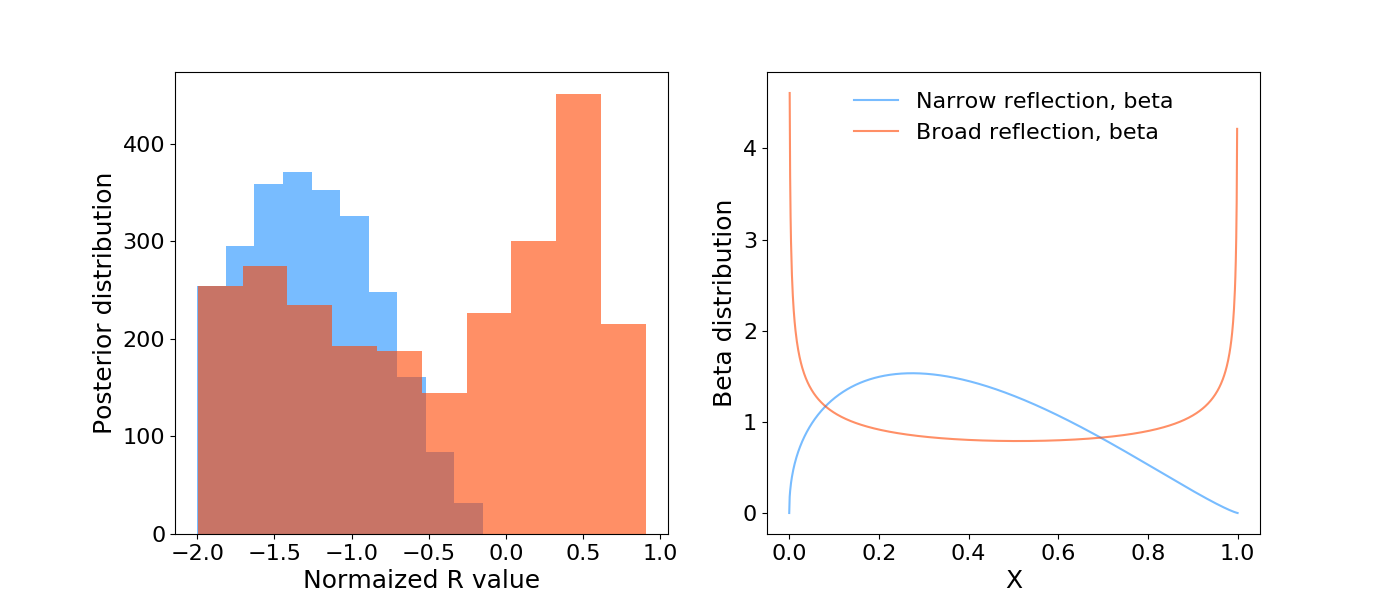 Posterior distribution
400
300
200
100
0
−2.0 −1.5 −1.0 −0.5 0.0 0.5 1.0
Normaized R value
Beta distribution
4
3
2
1
0
Narrow reflection, beta
Broad reflection, beta
0.0 0.2 0.4 0.6 0.8 1.0
X